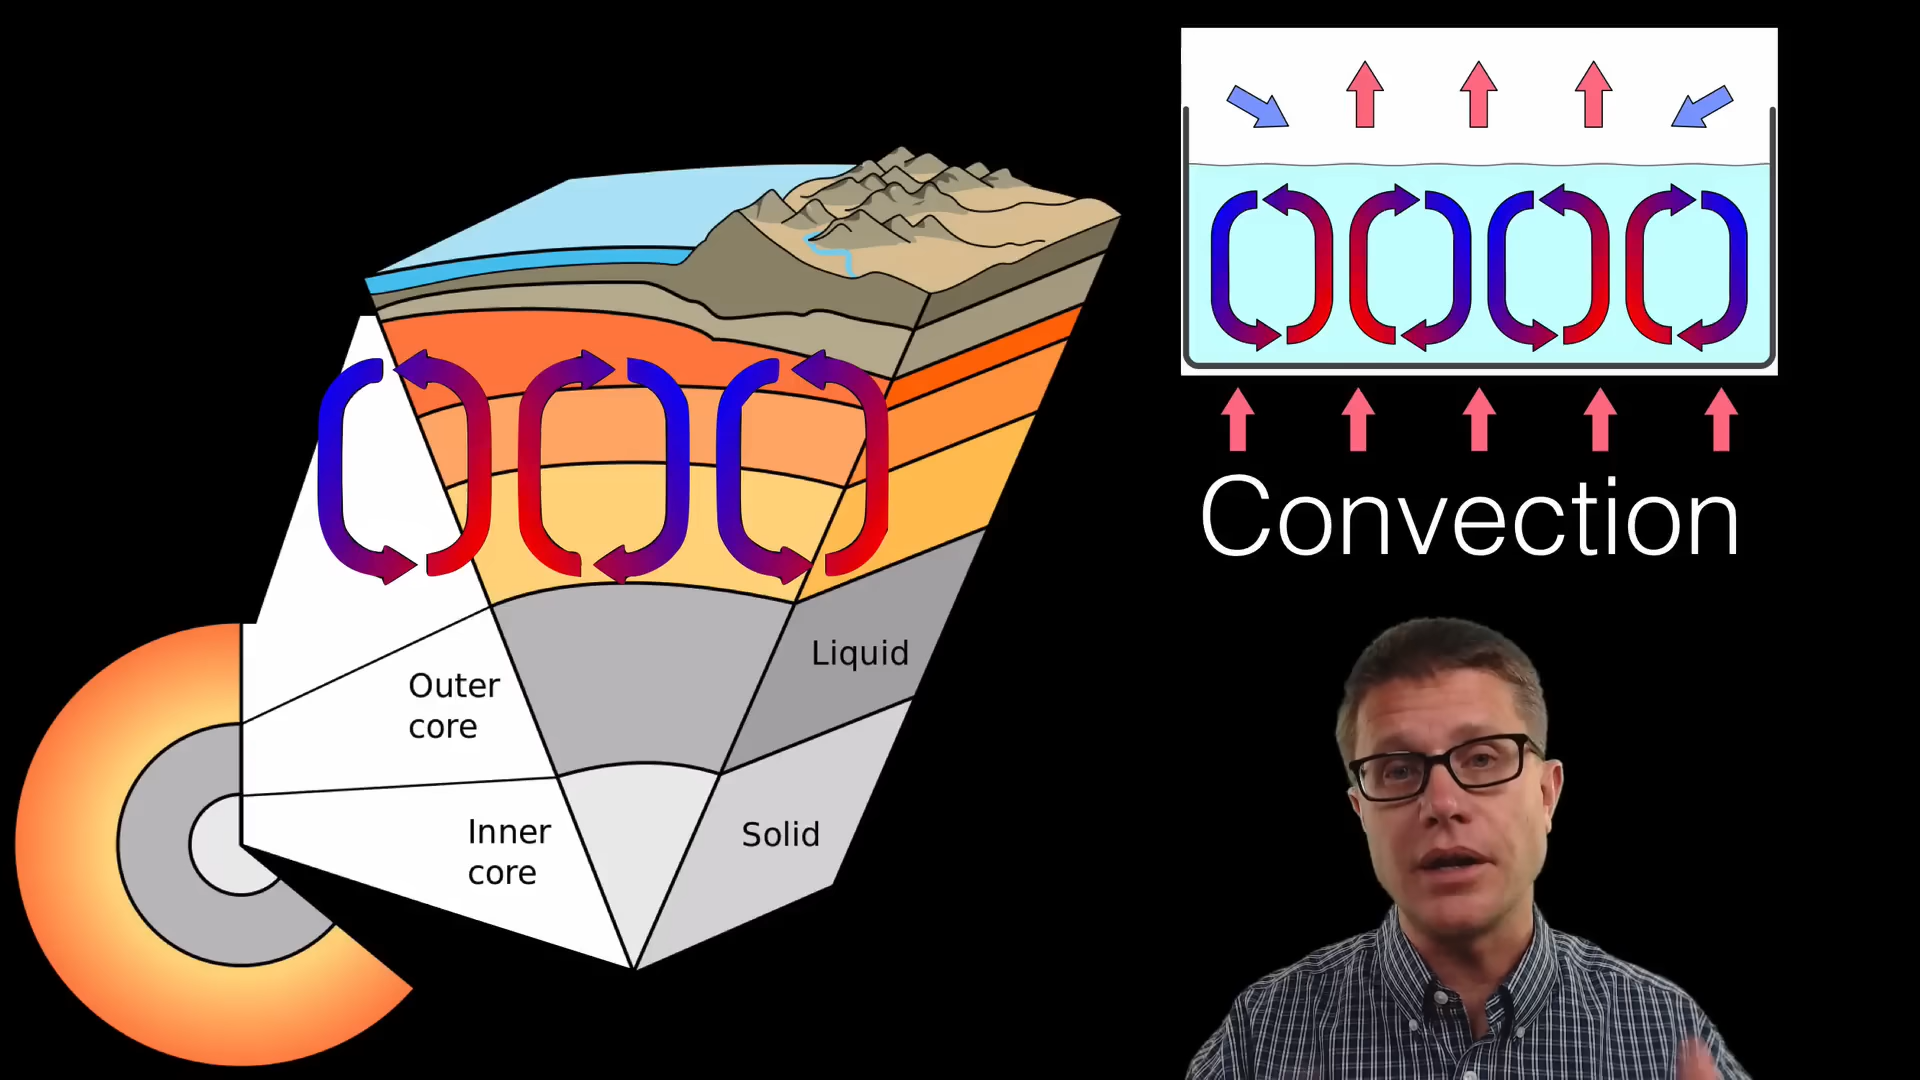 Convection
Liquid
Outer
core
Inner
core
Solid